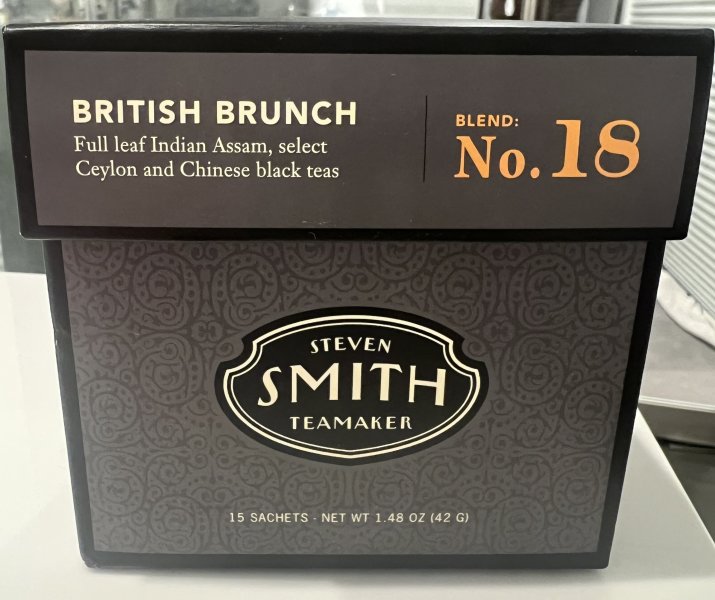 BRITISH BRUNCH
Full leaf Indian Assam, select
Ceylon and Chinese black teas
BLEND:
No. 18
STEVEN
SMITH
TEAMAKER
15 SACHETS - NET WT 1.48 OZ (42 G)